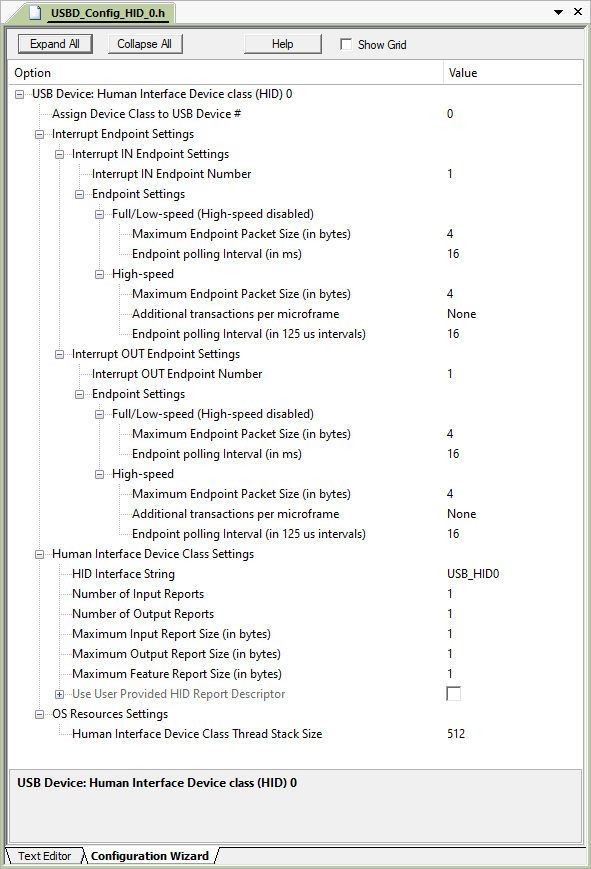 USBD_Config_HID_0.h
Expand All Collapse All Help Show Grid
Option Value
USB Device: Human Interface Device class (HID) 0
Assign Device Class to USB Device # 0
Interrupt Endpoint Settings
Interrupt IN Endpoint Settings
Interrupt IN Endpoint Number 1
Endpoint Settings
Full/Low-speed (High-speed disabled)
Maximum Endpoint Packet Size (in bytes) 4
Endpoint polling Interval (in ms) 16
High-speed
Maximum Endpoint Packet Size (in bytes) 4
Additional transactions per microframe None
Endpoint polling Interval (in 125 us intervals) 16
Interrupt OUT Endpoint Settings
Interrupt OUT Endpoint Number 1
Endpoint Settings
Full/Low-speed (High-speed disabled)
Maximum Endpoint Packet Size (in bytes) 4
Endpoint polling Interval (in ms) 16
High-speed
Maximum Endpoint Packet Size (in bytes) 4
Additional transactions per microframe None
Endpoint polling Interval (in 125 us intervals) 16
Human Interface Device Class Settings
HID Interface String USB_HID0
Number of Input Reports 1
Number of Output Reports 1
Maximum Input Report Size (in bytes) 1
Maximum Output Report Size (in bytes) 1
Maximum Feature Report Size (in bytes) 1
Use User Provided HID Report Descriptor
OS Resources Settings
Human Interface Device Class Thread Stack Size 512
USB Device: Human Interface Device class (HID) 0
Text Editor Configuration Wizard